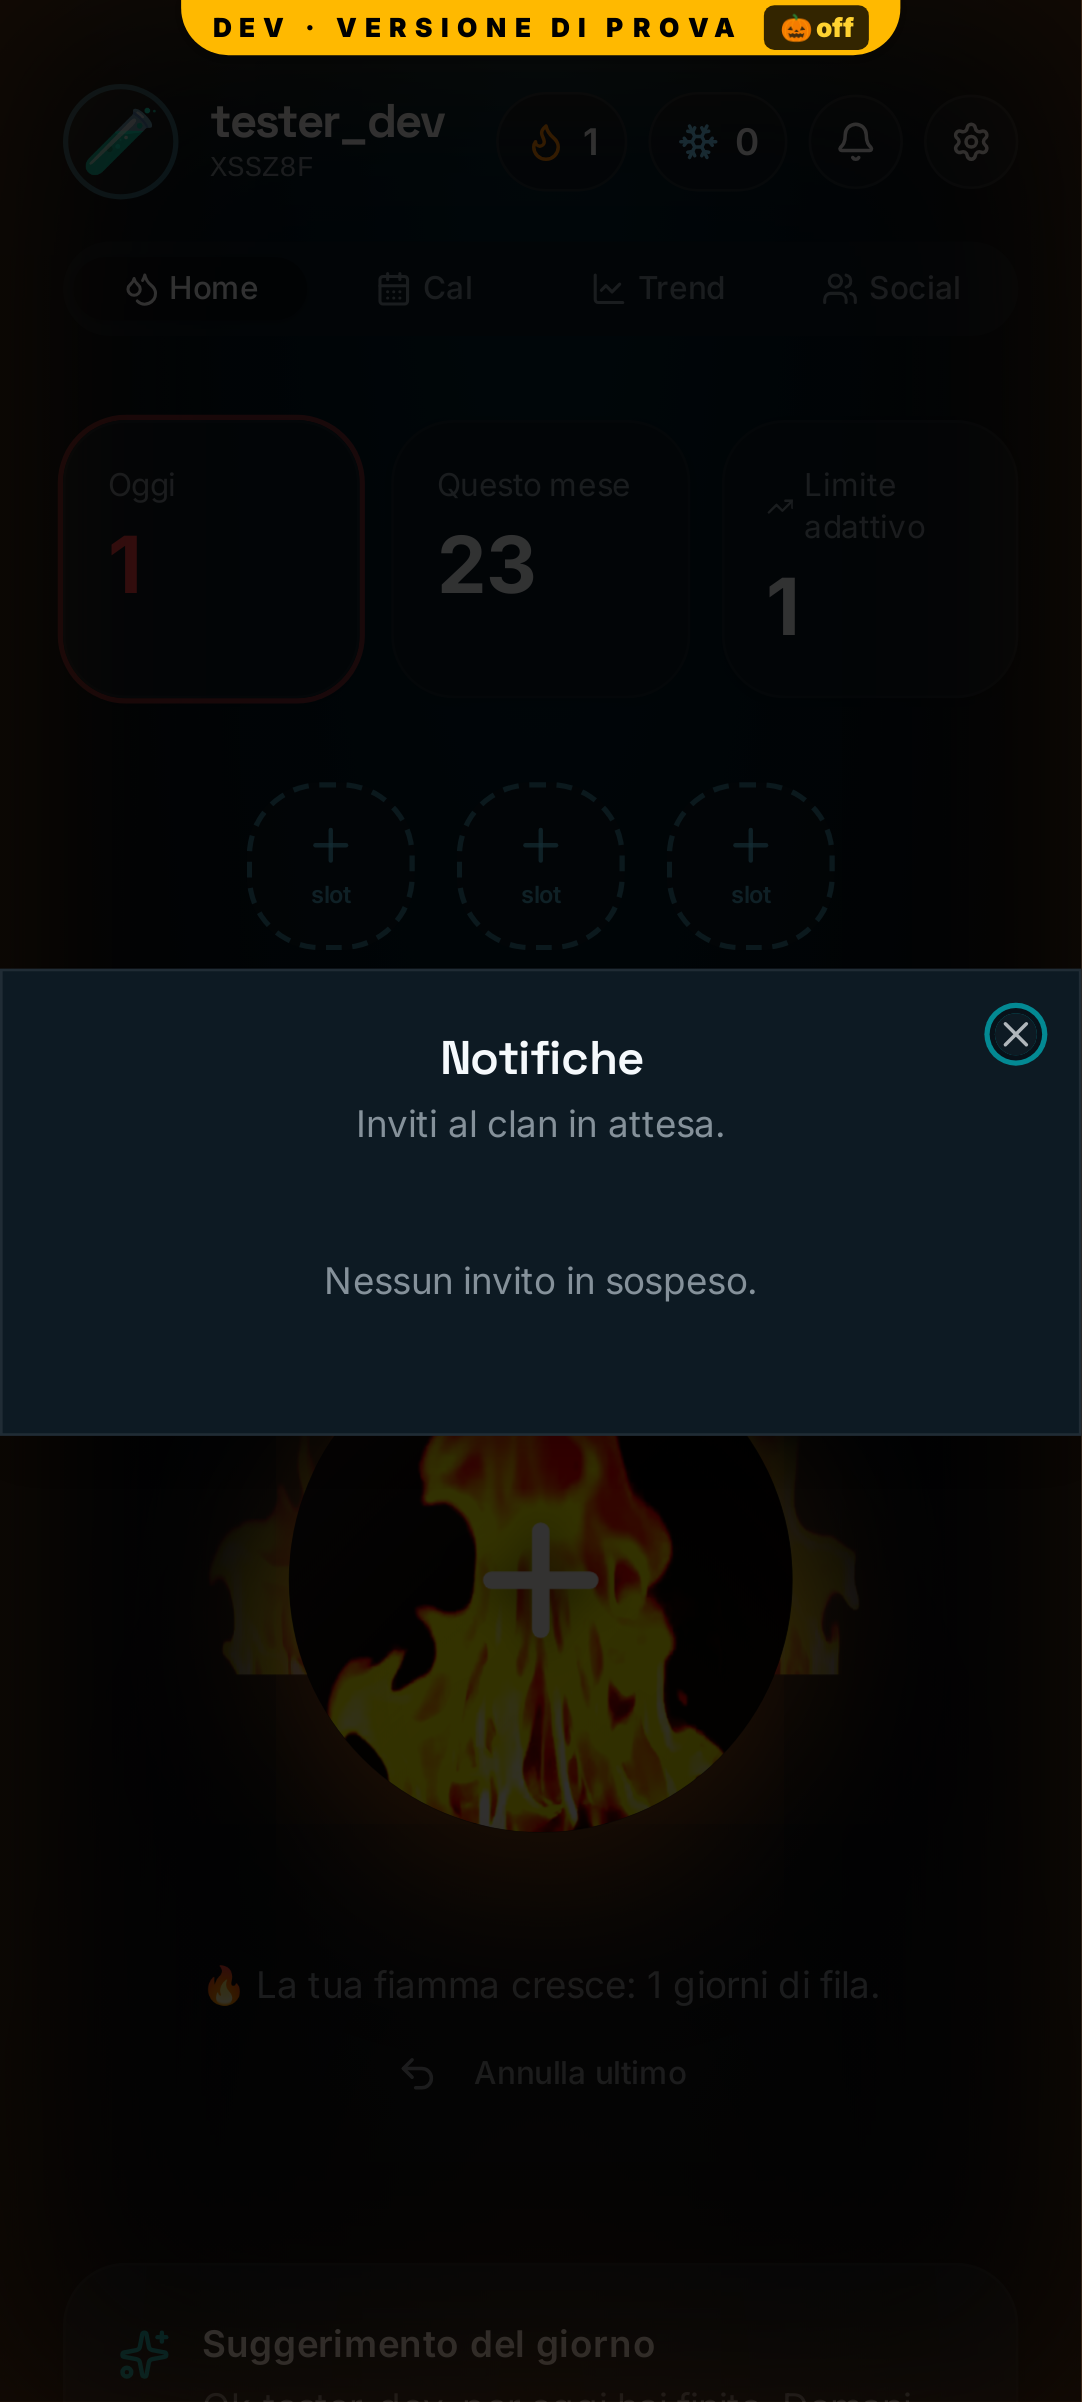 DEV · VERSIONE DI PROVA 🎃off
tester_dev
XSSZ8F
1
0
Home
Cal
Trend
Social
Oggi
1
Questo mese
23
Limite
adattivo
1
slot
slot
slot
Notifiche
Inviti al clan in attesa.
Nessun invito in sospeso.
🔥 La tua fiamma cresce: 1 giorni di fila.
Annulla ultimo
Suggerimento del giorno